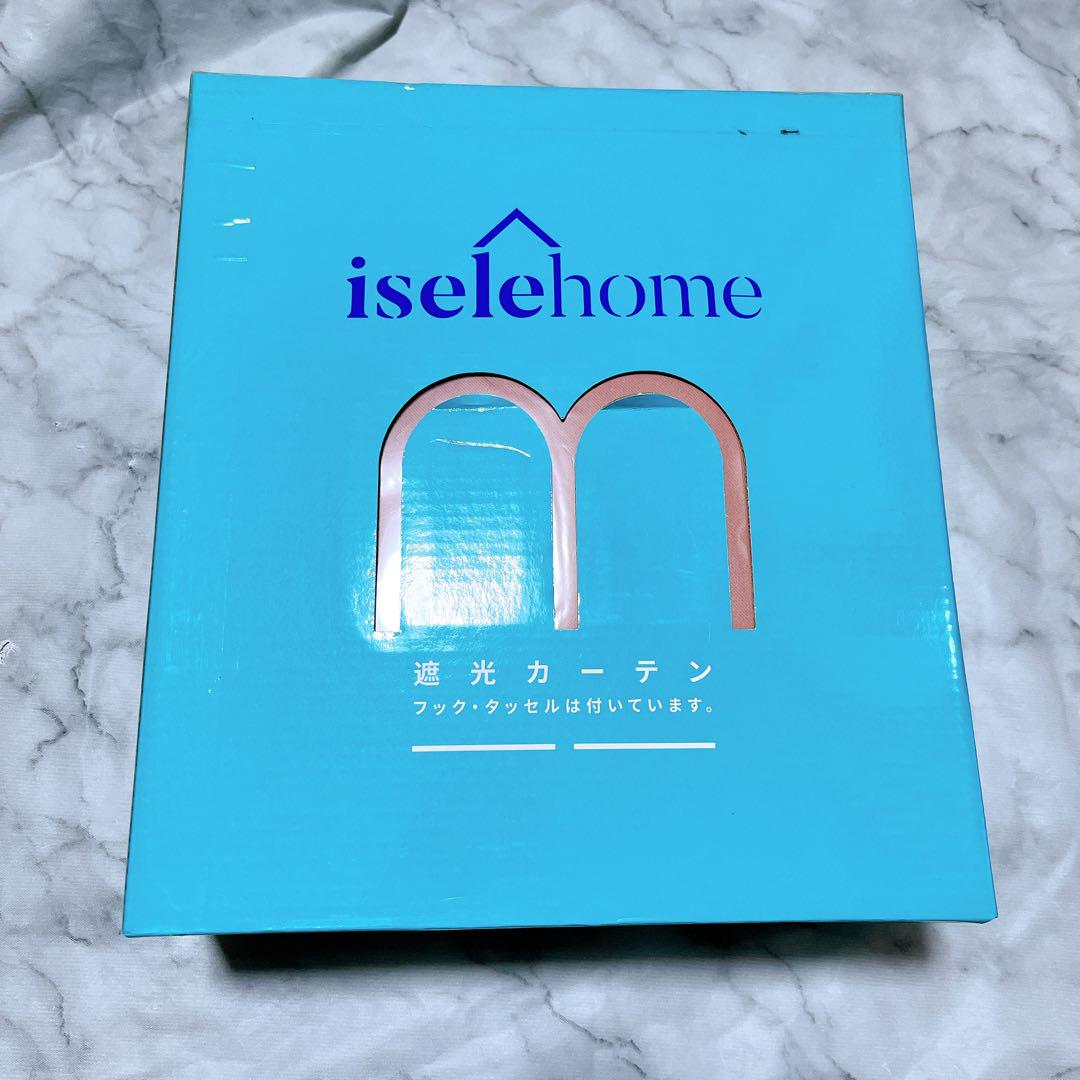 iselehome
m
遮光カーテン
フック・タッセルは付いています。